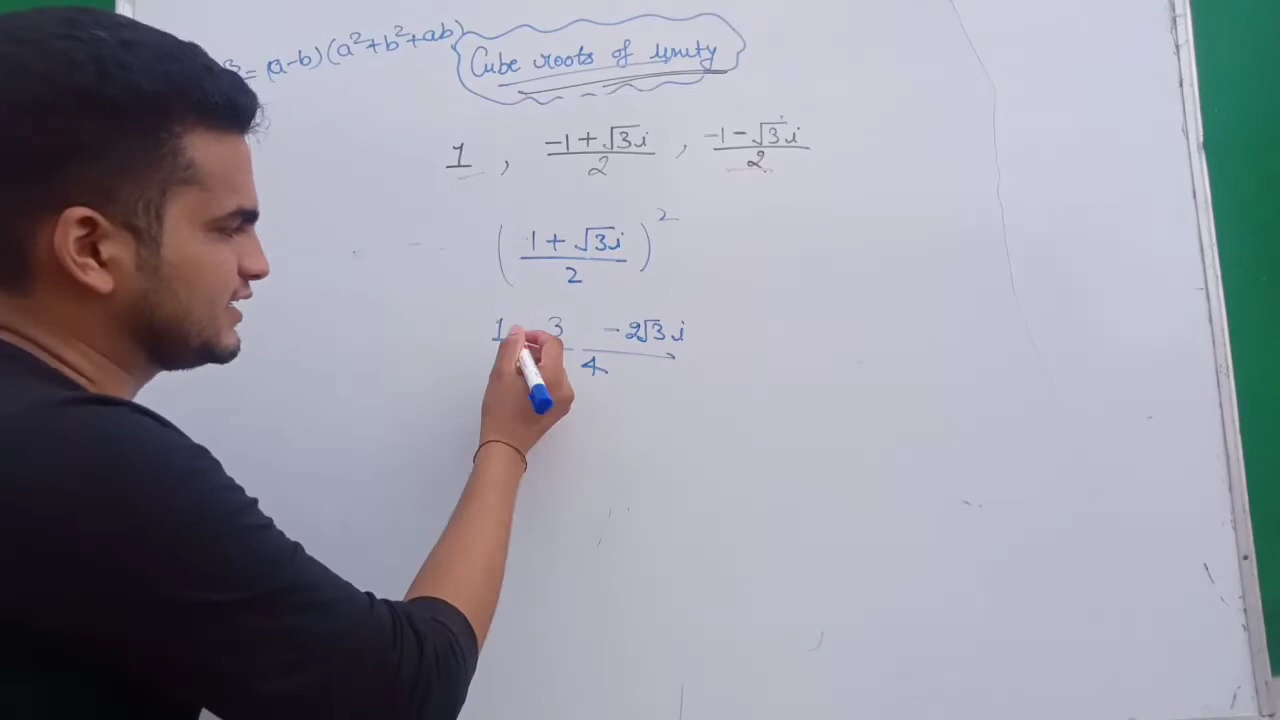 3 = (a-b)(a²+b²+ab)
Cube roots of unity
1 , (-1+√3i)/2 , (-1-√3i)/2
((1+√3i)/2)²
(1 3 -2√3i)/4